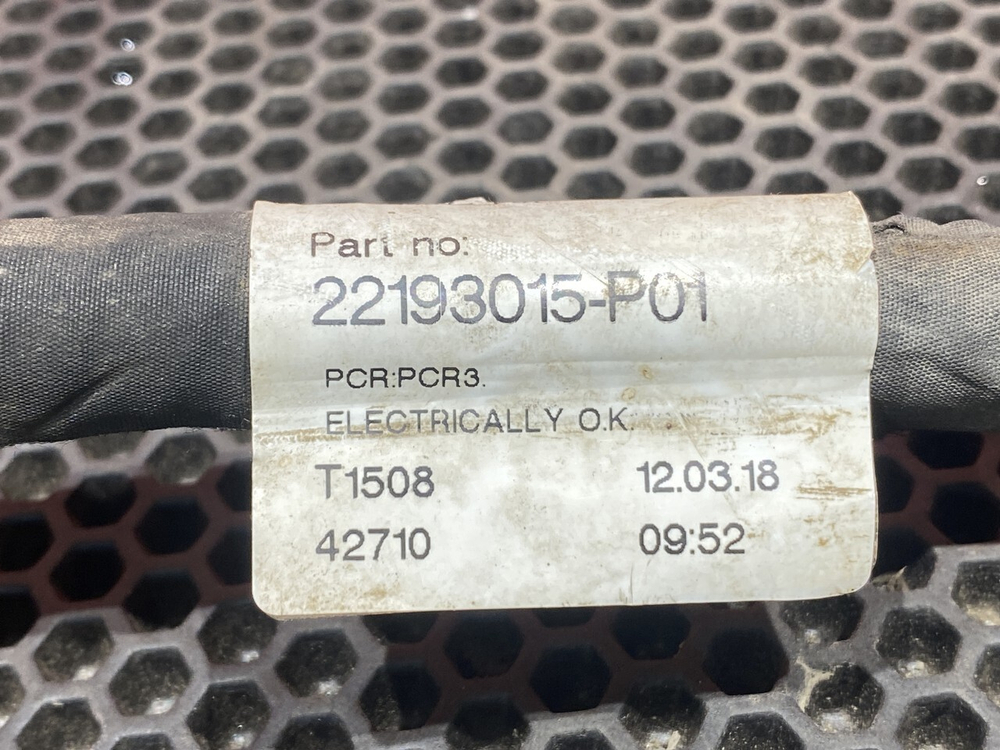 Part no:
22193015-P01
PCR:PCR3.
ELECTRICALLY O.K.
T1508 12.03.18
42710 09:52